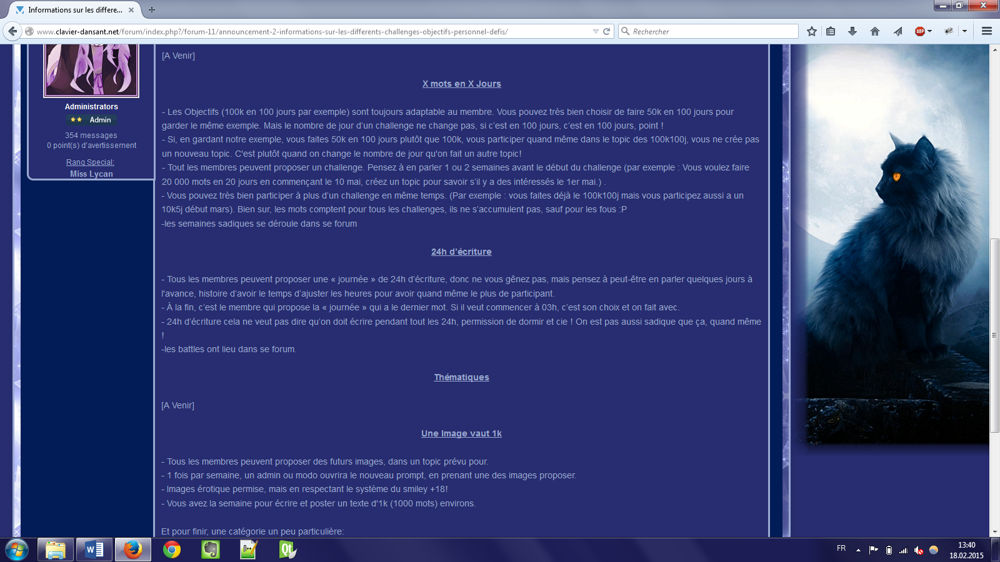 Informations sur les differe...
www.clavier-dansant.net/forum/index.php?/forum-11/announcement-2-informations-sur-les-differents-challenges-objectifs-personnel-defis/
Rechercher
ABP
Administrators
Admin
354 messages
0 point(s) d'avertissement
Rang Special:
Miss Lycan
[A Venir]
X mots en X Jours
- Les Objectifs (100k en 100 jours par exemple) sont toujours adaptable au membre. Vous pouvez très bien choisir de faire 50k en 100 jours pour
garder le même exemple. Mais le nombre de jour d’un challenge ne change pas, si c’est en 100 jours, c’est en 100 jours, point !
- Si, en gardant notre exemple, vous faites 50k en 100 jours plutôt que 100k, vous participer quand même dans le topic des 100k100j, vous ne crée pas
un nouveau topic. C'est plutôt quand on change le nombre de jour qu'on fait un autre topic!
- Tout les membres peuvent proposer un challenge. Pensez à en parler 1 ou 2 semaines avant le début du challenge (par exemple : Vous voulez faire
20 000 mots en 20 jours en commençant le 10 mai, créez un topic pour savoir s’il y a des intéressés le 1er mai.) .
- Vous pouvez très bien participer à plus d’un challenge en même temps. (Par exemple : vous faites déjà le 100k100j mais vous participez aussi a un
10k5j début mars). Bien sur, les mots comptent pour tous les challenges, ils ne s’accumulent pas, sauf pour les fous :P
-les semaines sadiques se déroule dans se forum
24h d’écriture
- Tous les membres peuvent proposer une « journée » de 24h d’écriture, donc ne vous gênez pas, mais pensez à peut-être en parler quelques jours à
l'avance, histoire d’avoir le temps d’ajuster les heures pour avoir quand même le plus de participant.
- À la fin, c’est le membre qui propose la « journée » qui a le dernier mot. Si il veut commencer à 03h, c’est son choix et on fait avec.
- 24h d’écriture cela ne veut pas dire qu’on doit écrire pendant tout les 24h, permission de dormir et cie ! On est pas aussi sadique que ça, quand même
!
-les battles ont lieu dans se forum.
Thématiques
[A Venir]
Une Image vaut 1k
- Tous les membres peuvent proposer des futurs images, dans un topic prévu pour.
- 1 fois par semaine, un admin ou modo ouvrira le nouveau prompt, en prenant une des images proposer.
- Images érotique permise, mais en respectant le système du smiley +18!
- Vous avez la semaine pour écrire et poster un texte d'1k (1000 mots) environs.
Et pour finir, une catégorie un peu particulière:
FR
13:40
18.02.2015